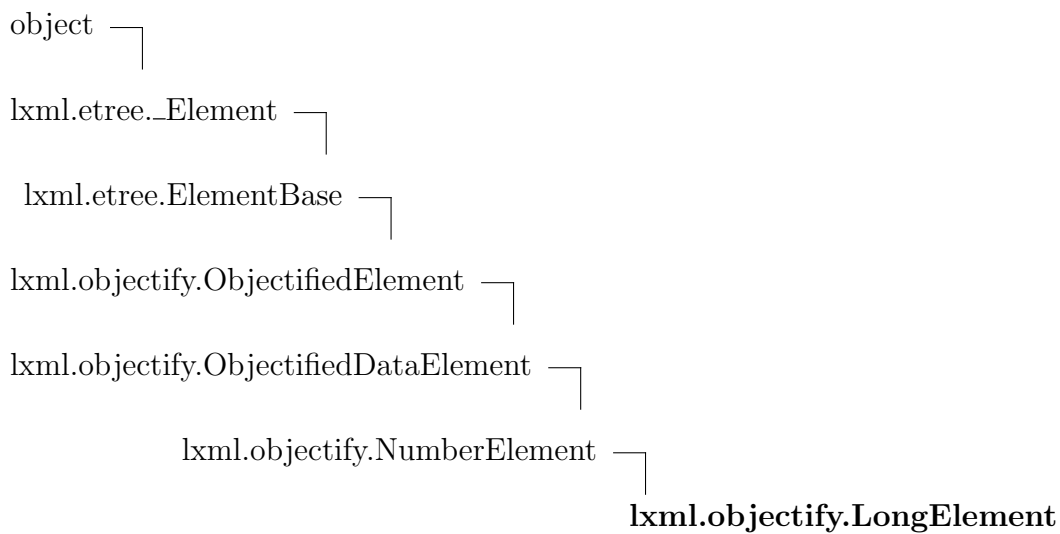 object
lxml.etree._Element
lxml.etree.ElementBase
lxml.objectify.ObjectifiedElement
lxml.objectify.ObjectifiedDataElement
lxml.objectify.NumberElement
lxml.objectify.LongElement